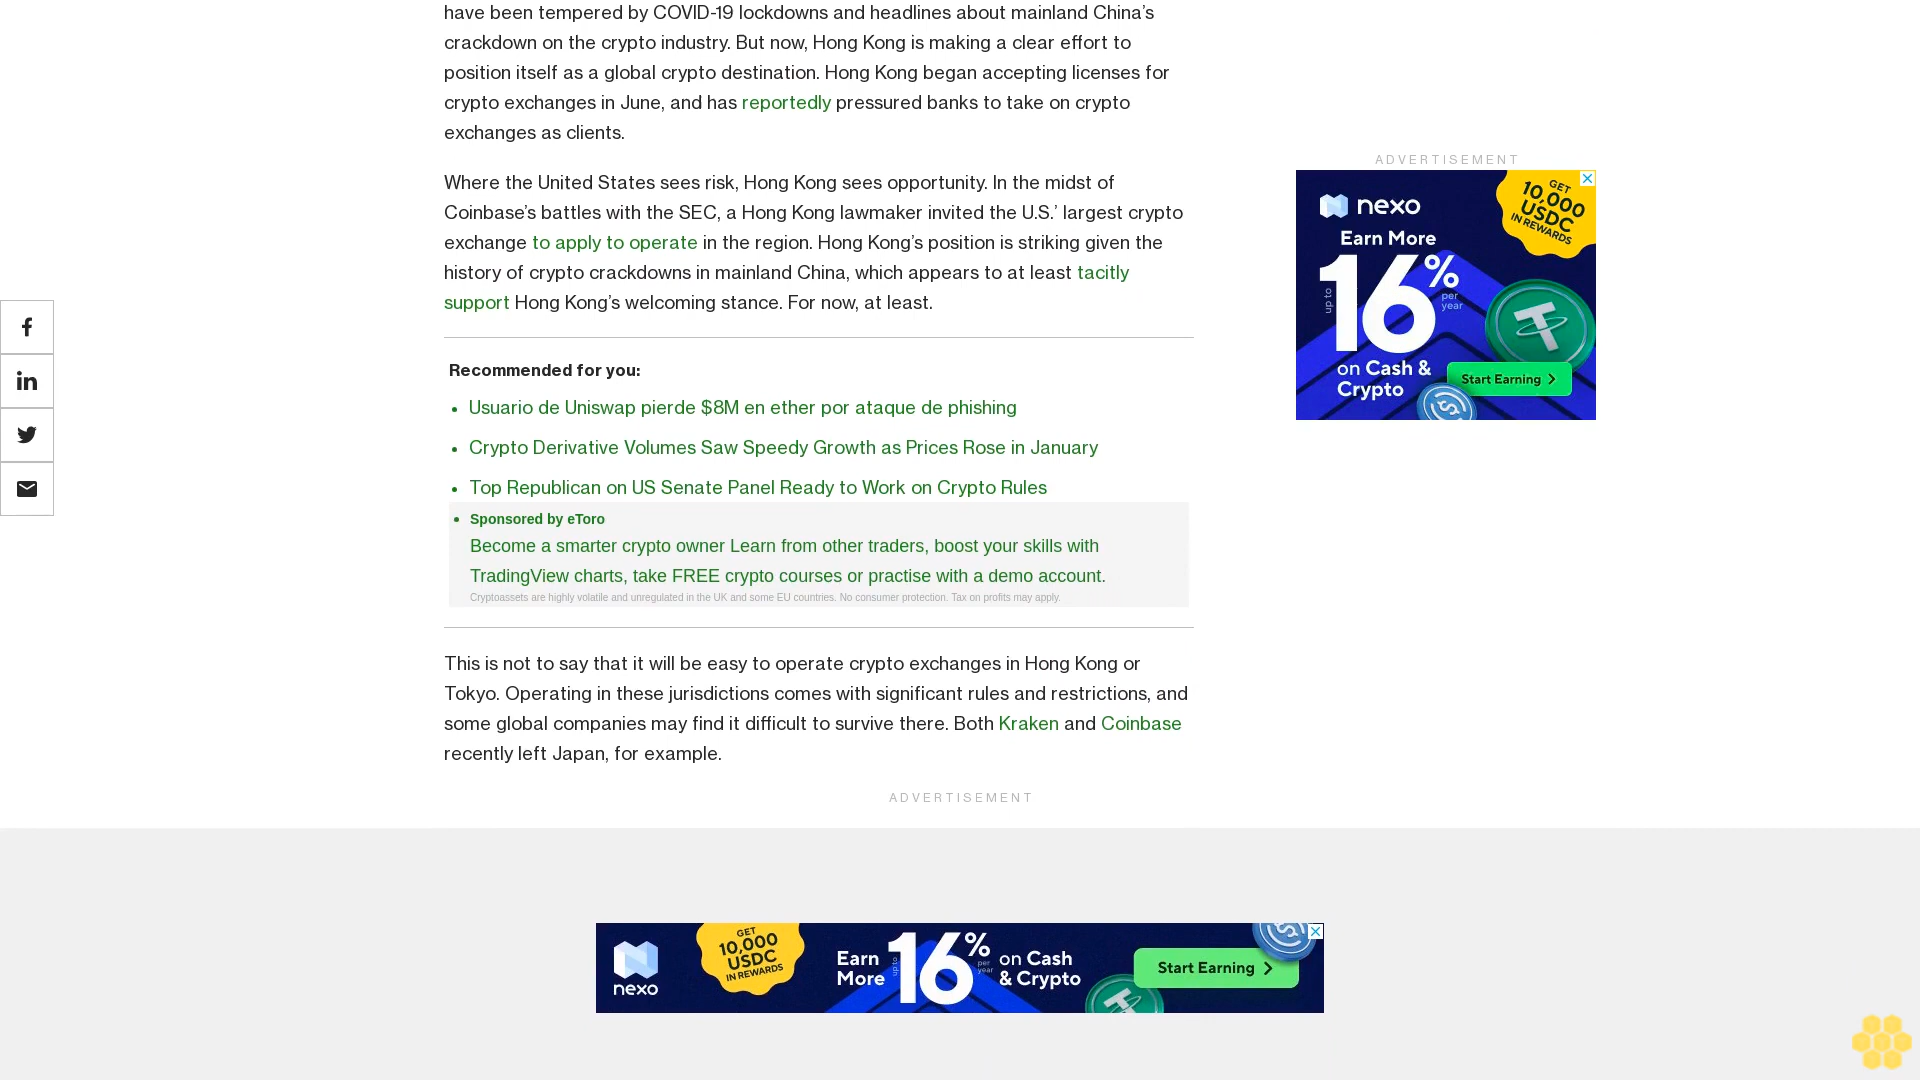 have been tempered by COVID-19 lockdowns and headlines about mainland China’s
crackdown on the crypto industry. But now, Hong Kong is making a clear effort to
position itself as a global crypto destination. Hong Kong began accepting licenses for
crypto exchanges in June, and has reportedly pressured banks to take on crypto
exchanges as clients.
Where the United States sees risk, Hong Kong sees opportunity. In the midst of
Coinbase’s battles with the SEC, a Hong Kong lawmaker invited the U.S.’ largest crypto
exchange to apply to operate in the region. Hong Kong’s position is striking given the
history of crypto crackdowns in mainland China, which appears to at least tacitly
support Hong Kong’s welcoming stance. For now, at least.
Recommended for you:
Usuario de Uniswap pierde $8M en ether por ataque de phishing
Crypto Derivative Volumes Saw Speedy Growth as Prices Rose in January
Top Republican on US Senate Panel Ready to Work on Crypto Rules
Sponsored by eToro
Become a smarter crypto owner Learn from other traders, boost your skills with
TradingView charts, take FREE crypto courses or practise with a demo account.
Cryptoassets are highly volatile and unregulated in the UK and some EU countries. No consumer protection. Tax on profits may apply.
This is not to say that it will be easy to operate crypto exchanges in Hong Kong or
Tokyo. Operating in these jurisdictions comes with significant rules and restrictions, and
some global companies may find it difficult to survive there. Both Kraken and Coinbase
recently left Japan, for example.
ADVERTISEMENT
nexo
GET
10,000
USDC
IN REWARDS
Earn More
up to
16%
per
year
on Cash &
Crypto
Start Earning
ADVERTISEMENT
nexo
GET
10,000
USDC
IN REWARDS
Earn
More
up to
16%
per
year
on Cash
& Crypto
Start Earning